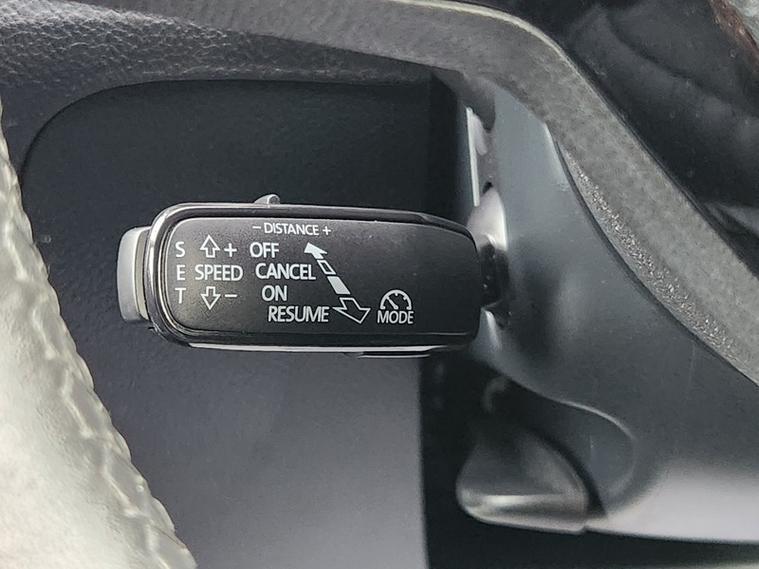 − DISTANCE +
S + OFF
E SPEED CANCEL
T − ON
RESUME MODE